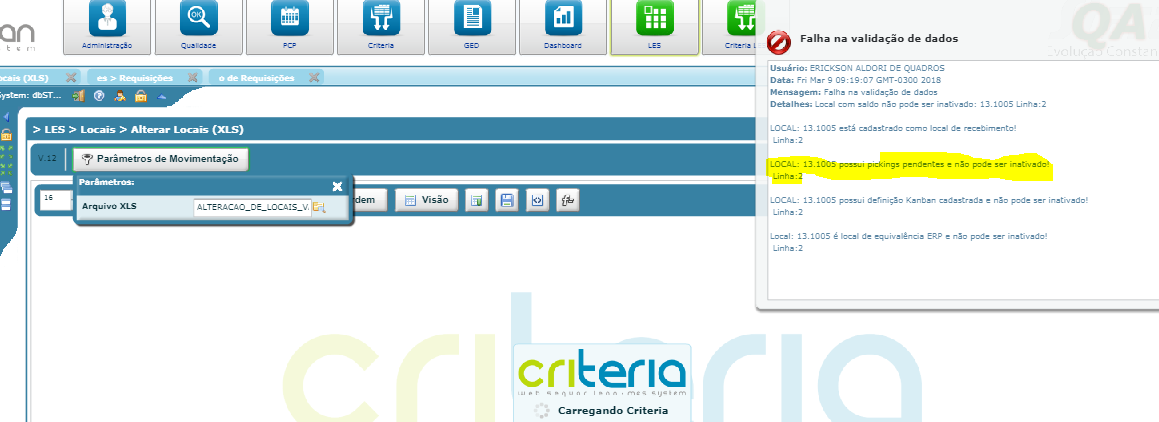 an
stem
Administração
Qualidade
PCP
Criteria
GED
Dashboard
LES
Criteria L
QA
Evolução Constan
Falha na validação de dados
Usuário: ERICKSON ALDORI DE QUADROS
Data: Fri Mar 9 09:19:07 GMT-0300 2018
Mensagem: Falha na validação de dados
Detalhes: Local com saldo não pode ser inativado: 13.1005 Linha:2
LOCAL: 13.1005 está cadastrado como local de recebimento!
Linha:2
LOCAL: 13.1005 possui pickings pendentes e não pode ser inativado!
Linha:2
LOCAL: 13.1005 possui definição Kanban cadastrada e não pode ser inativado!
Linha:2
Local: 13.1005 é local de equivalência ERP e não pode ser inativado!
Linha:2
ocais (XLS)
es > Requisições
o de Requisições
System: dbST...
> LES > Locais > Alterar Locais (XLS)
V.12
Parâmetros de Movimentação
Parâmetros:
Arquivo XLS
ALTERACAO_DE_LOCAIS_V.
16
rdem
Visão
criteria
criteria
web sequor lean - mes system
Carregando Criteria